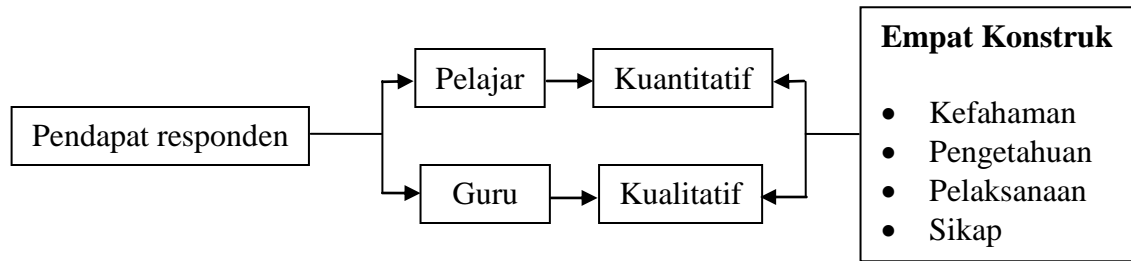 Pendapat responden
Pelajar
Kuantitatif
Guru
Kualitatif
Empat Konstruk
• Kefahaman
• Pengetahuan
• Pelaksanaan
• Sikap